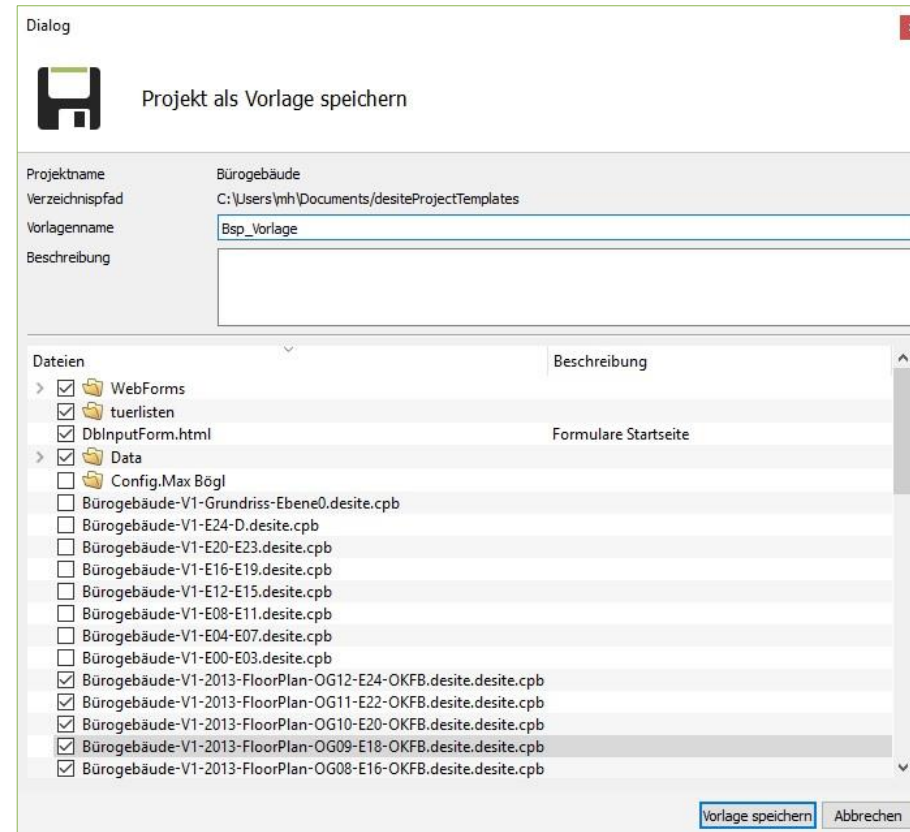 Dialog
Projekt als Vorlage speichern
Projektname Bürogebäude
Verzeichnispfad C:\Users\mh\Documents/desiteProjectTemplates
Vorlagenname Bsp_Vorlage
Beschreibung
Dateien Beschreibung
WebForms
tuerlisten
DbInputForm.html Formulare Startseite
Data
Config.Max Bögl
Bürogebäude-V1-Grundriss-Ebene0.desite.cpb
Bürogebäude-V1-E24-D.desite.cpb
Bürogebäude-V1-E20-E23.desite.cpb
Bürogebäude-V1-E16-E19.desite.cpb
Bürogebäude-V1-E12-E15.desite.cpb
Bürogebäude-V1-E08-E11.desite.cpb
Bürogebäude-V1-E04-E07.desite.cpb
Bürogebäude-V1-E00-E03.desite.cpb
Bürogebäude-V1-2013-FloorPlan-OG12-E24-OKFB.desite.desite.cpb
Bürogebäude-V1-2013-FloorPlan-OG11-E22-OKFB.desite.desite.cpb
Bürogebäude-V1-2013-FloorPlan-OG10-E20-OKFB.desite.desite.cpb
Bürogebäude-V1-2013-FloorPlan-OG09-E18-OKFB.desite.desite.cpb
Bürogebäude-V1-2013-FloorPlan-OG08-E16-OKFB.desite.desite.cpb
Vorlage speichern Abbrechen